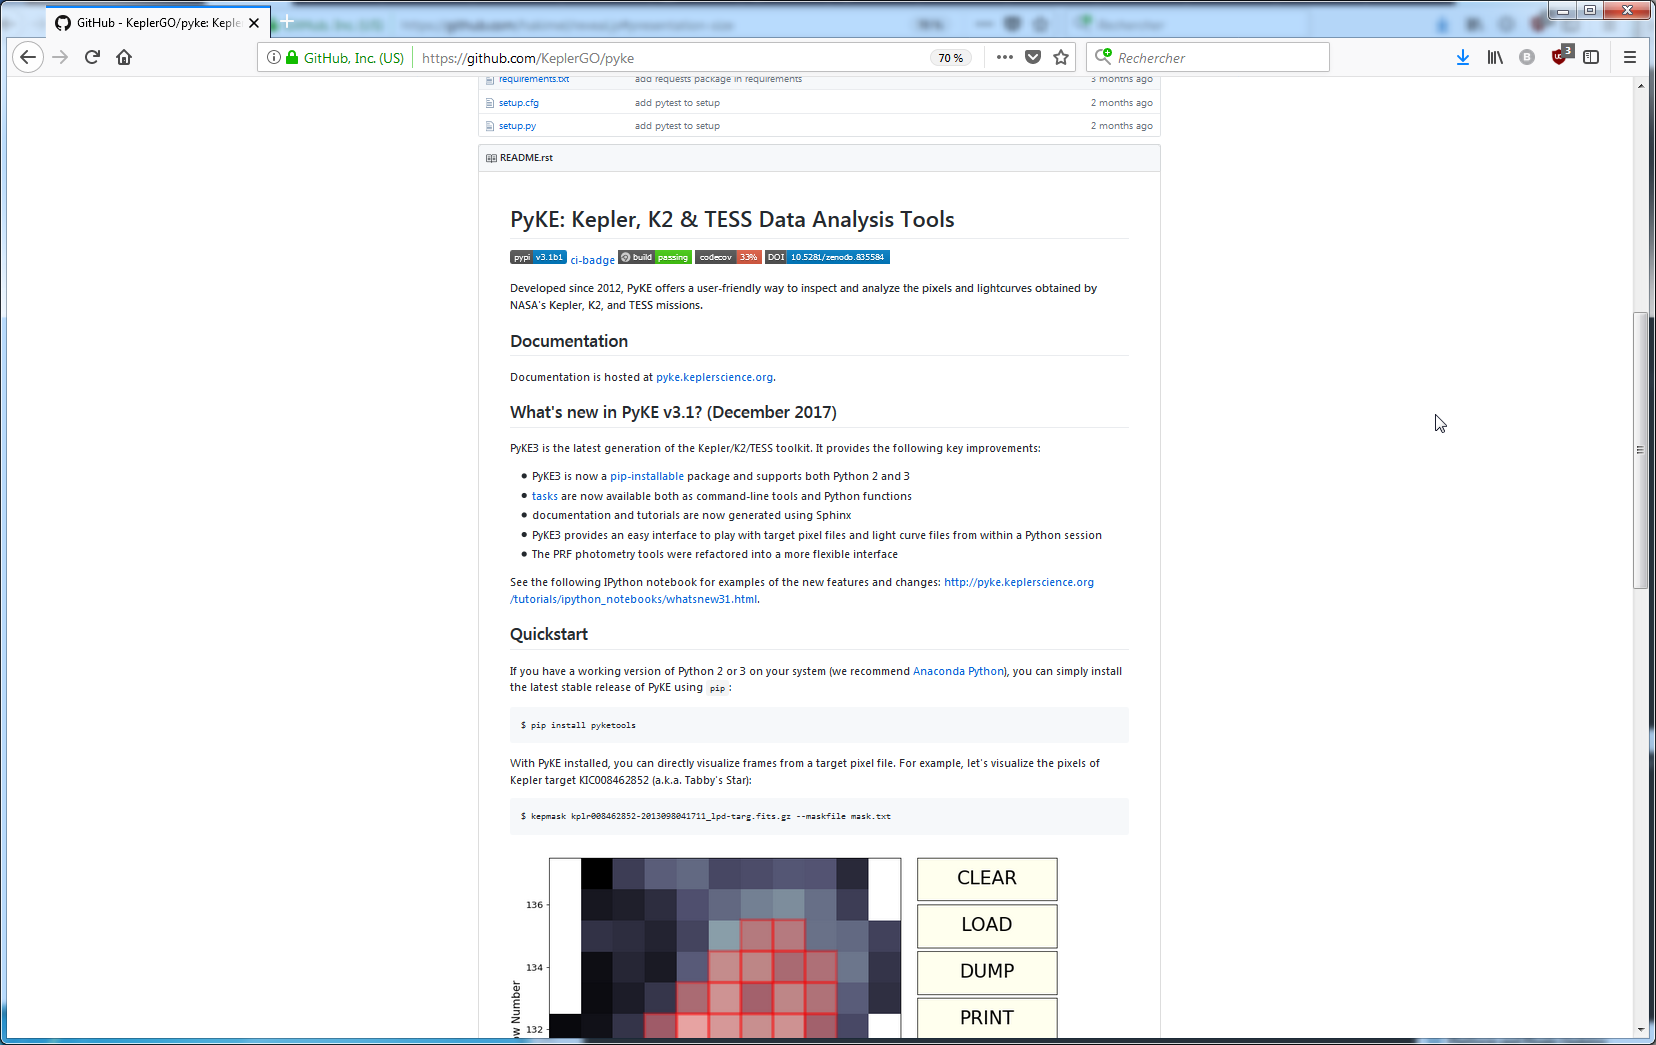 GitHub - KeplerGO/pyke: Keple
GitHub, Inc. (US)
https://github.com/KeplerGO/pyke
70 %
Rechercher
3
requirements.txt add requests package in requirements 3 months ago
setup.cfg add pytest to setup 2 months ago
setup.py add pytest to setup 2 months ago
README.rst
PyKE: Kepler, K2 & TESS Data Analysis Tools
pypi v3.1b1 ci-badge build passing codecov 33% DOI 10.5281/zenodo.835584
Developed since 2012, PyKE offers a user-friendly way to inspect and analyze the pixels and lightcurves obtained by
NASA's Kepler, K2, and TESS missions.
Documentation
Documentation is hosted at pyke.keplerscience.org.
What's new in PyKE v3.1? (December 2017)
PyKE3 is the latest generation of the Kepler/K2/TESS toolkit. It provides the following key improvements:
• PyKE3 is now a pip-installable package and supports both Python 2 and 3
• tasks are now available both as command-line tools and Python functions
• documentation and tutorials are now generated using Sphinx
• PyKE3 provides an easy interface to play with target pixel files and light curve files from within a Python session
• The PRF photometry tools were refactored into a more flexible interface
See the following IPython notebook for examples of the new features and changes: http://pyke.keplerscience.org
/tutorials/ipython_notebooks/whatsnew31.html.
Quickstart
If you have a working version of Python 2 or 3 on your system (we recommend Anaconda Python), you can simply install
the latest stable release of PyKE using pip :
$ pip install pyketools
With PyKE installed, you can directly visualize frames from a target pixel file. For example, let's visualize the pixels of
Kepler target KIC008462852 (a.k.a. Tabby's Star):
$ kepmask kplr008462852-2013098041711_lpd-targ.fits.gz --maskfile mask.txt
136
134
132
Number
CLEAR
LOAD
DUMP
PRINT